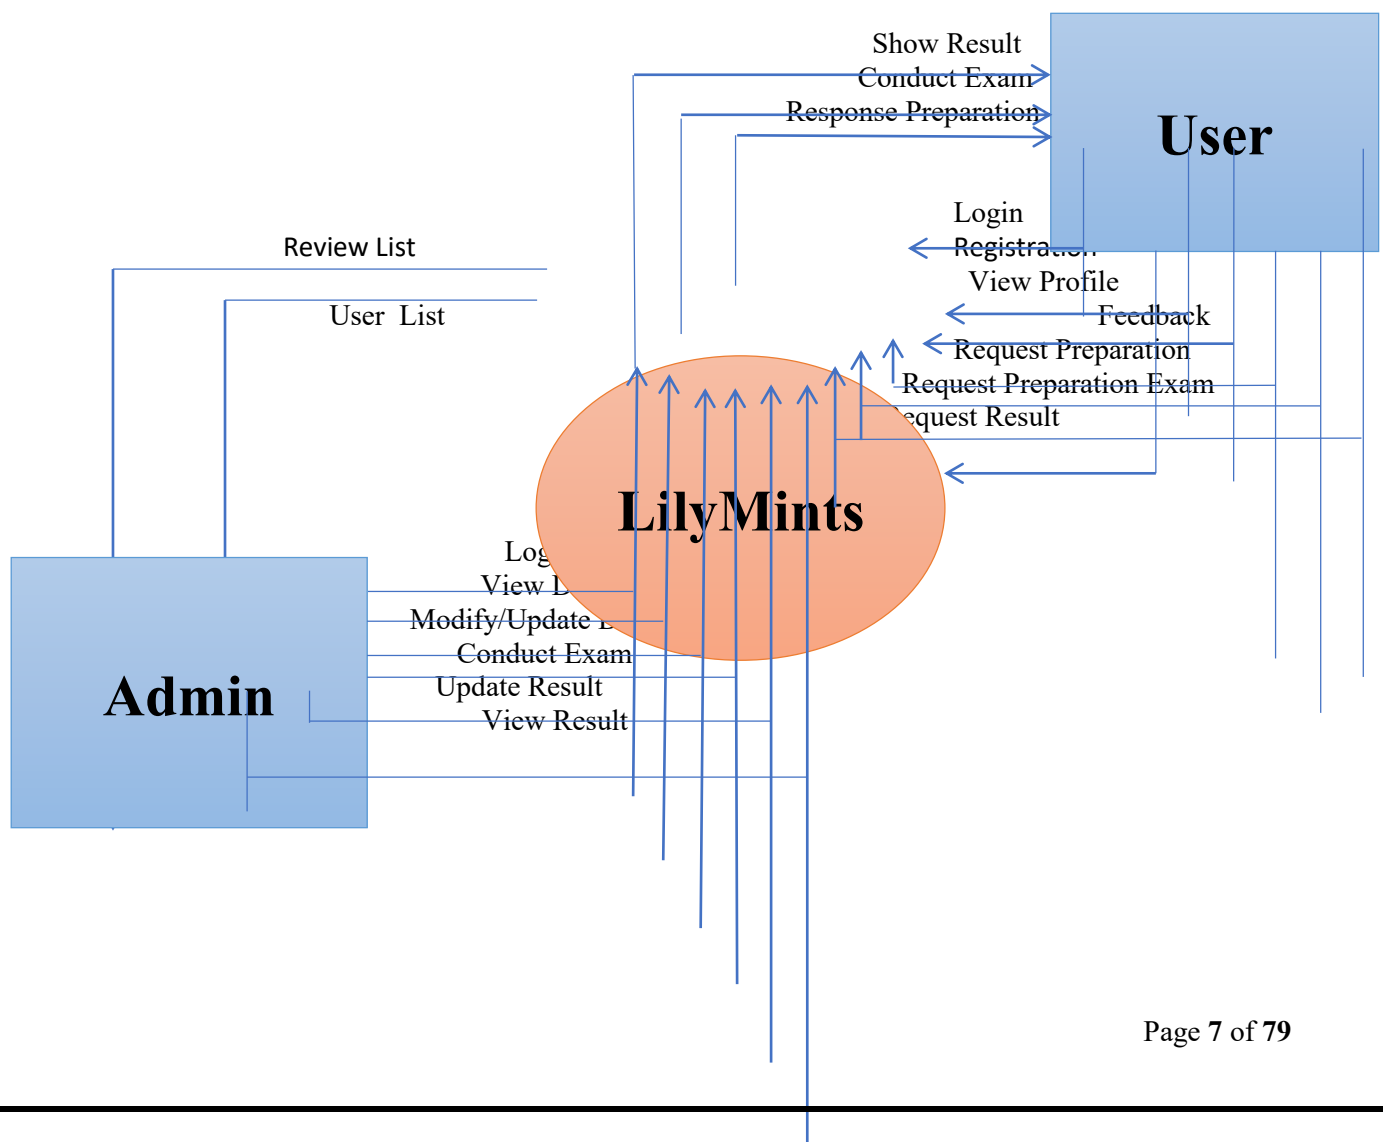 Show Result
Conduct Exam
Response Preparation
User
Login
Registration
View Profile
Feedback
Request Preparation
Request Preparation Exam
equest Result
Review List
User List
LilyMints
Log
View
Modify/Update
Conduct Exam
Update Result
View Result
Admin
Page 7 of 79